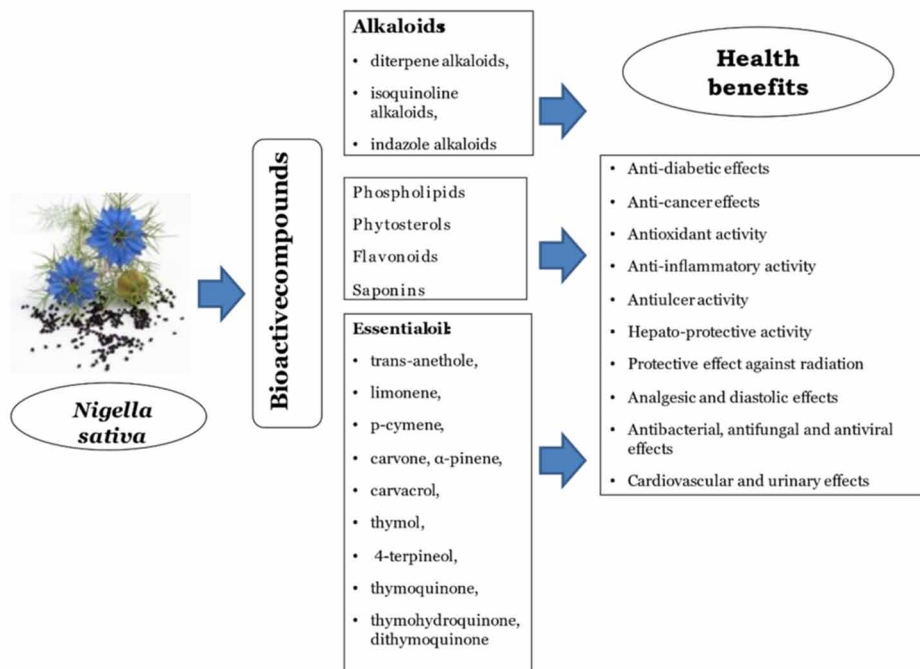 Nigella
sativa
Bioactivecompounds
Alkaloids
• diterpene alkaloids,
• isoquinoline
alkaloids,
• indazole alkaloids
Phospholipids
Phytosterols
Flavonoids
Saponins
Essentialoil:
• trans-anethole,
• limonene,
• p-cymene,
• carvone, α-pinene,
• carvacrol,
• thymol,
• 4-terpineol,
• thymoquinone,
• thymohydroquinone,
dithymoquinone
Health
benefits
• Anti-diabetic effects
• Anti-cancer effects
• Antioxidant activity
• Anti-inflammatory activity
• Antiulcer activity
• Hepato-protective activity
• Protective effect against radiation
• Analgesic and diastolic effects
• Antibacterial, antifungal and antiviral
effects
• Cardiovascular and urinary effects